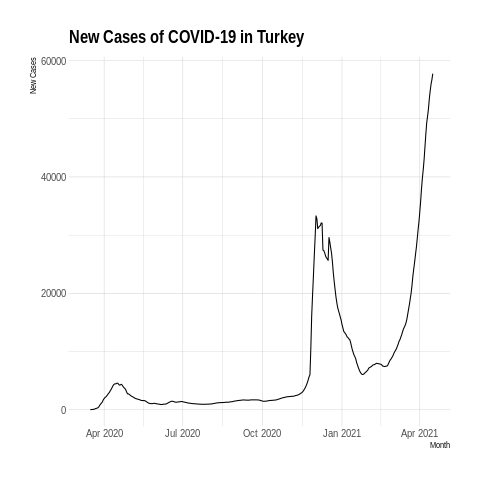 New Cases of COVID-19 in Turkey
New Cases
60000
40000
20000
0
Apr 2020 Jul 2020 Oct 2020 Jan 2021 Apr 2021
Month